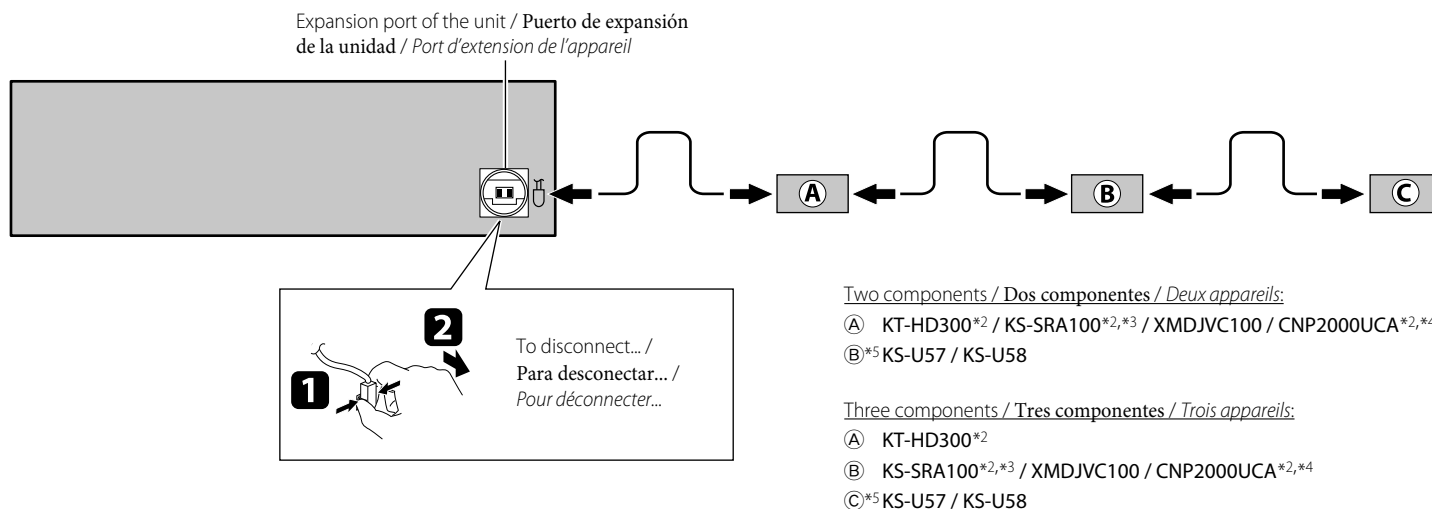 Expansion port of the unit / Puerto de expansión
de la unidad / Port d'extension de l'appareil
A
B
C
1
2
To disconnect... /
Para desconectar... /
Pour déconnecter...
Two components / Dos componentes / Deux appareils:
Ⓐ KT-HD300*2 / KS-SRA100*2,*3 / XMDJVC100 / CNP2000UCA*2,*4
Ⓑ*5 KS-U57 / KS-U58
Three components / Tres componentes / Trois appareils:
Ⓐ KT-HD300*2
Ⓑ KS-SRA100*2,*3 / XMDJVC100 / CNP2000UCA*2,*4
Ⓒ*5 KS-U57 / KS-U58